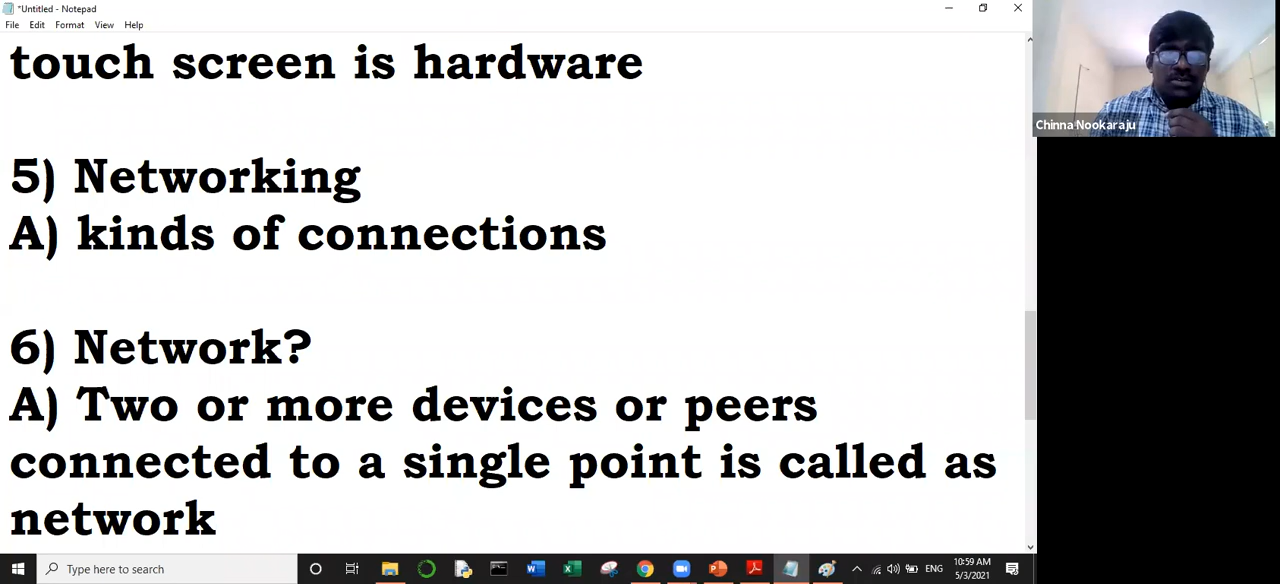 *Untitled - Notepad
File Edit Format View Help
touch screen is hardware
5) Networking
A) kinds of connections
6) Network?
A) Two or more devices or peers
connected to a single point is called as
network
Chinna Nookaraju
Type here to search
ENG
10:59 AM
5/3/2021